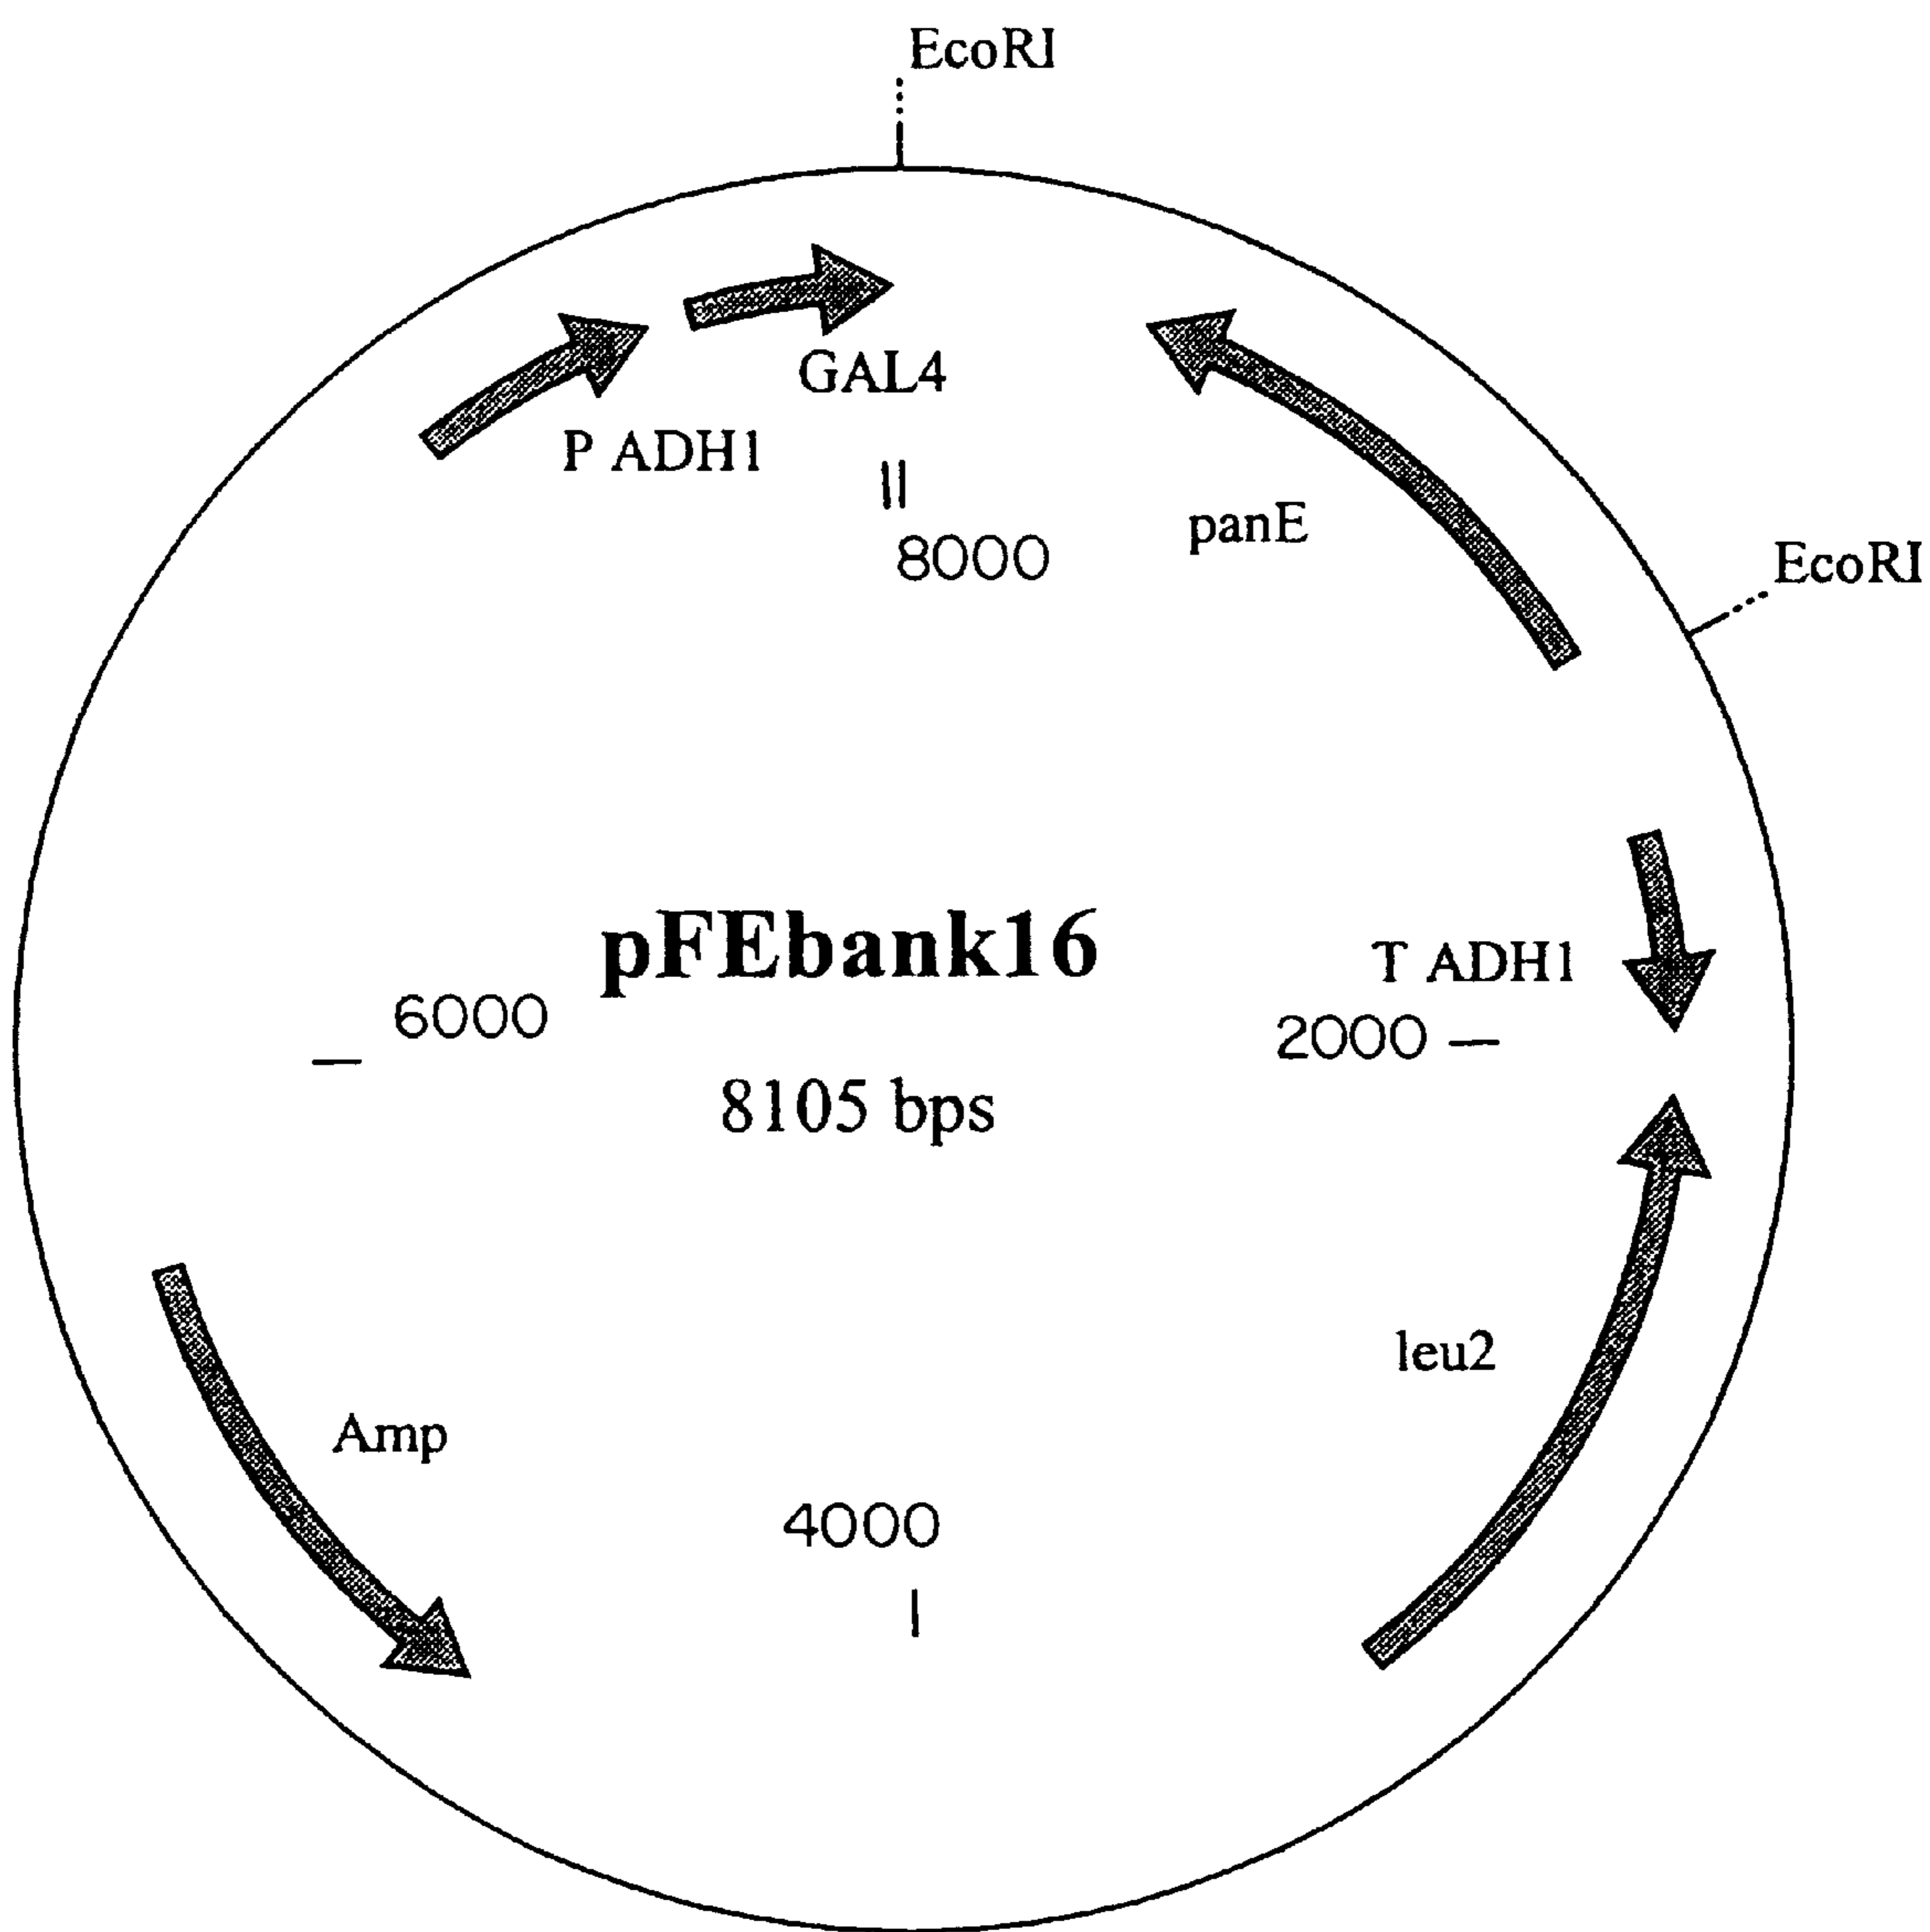 EcoRI
GAL4
P ADH1
8000
panE
EcoRI
pFEbank16
8105 bps
6000
T ADH1
2000
leu2
Amp
4000